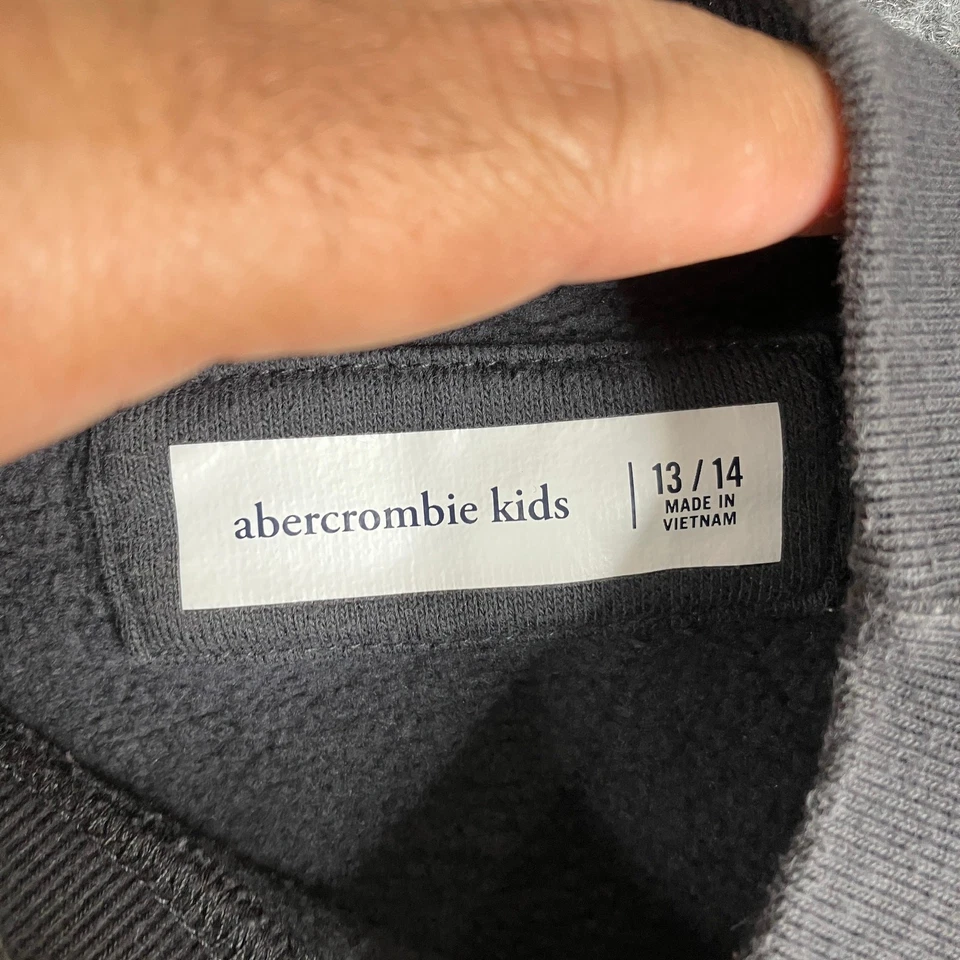 abercrombie kids
13 / 14
MADE IN
VIETNAM